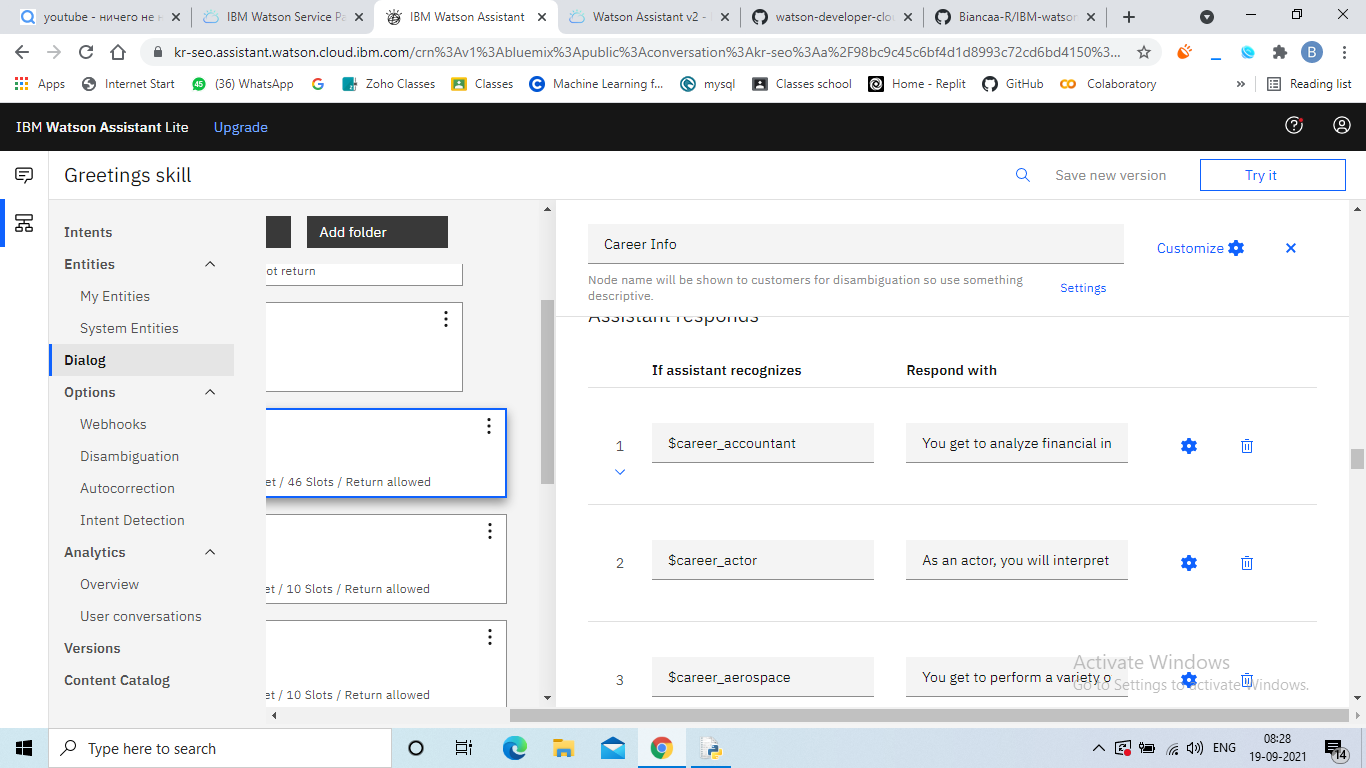 youtube - ничего не н
IBM Watson Service Pa
IBM Watson Assistant
Watson Assistant v2 -
watson-developer-clou
Biancaa-R/IBM-watson
kr-seo.assistant.watson.cloud.ibm.com/crn%3Av1%3Abluemix%3Apublic%3Aconversation%3Akr-seo%3Aa%2F98bc9c45c6bf4d1d8993c72cd6bd4150%3...
B
Apps
Internet Start
45
(36) WhatsApp
G
Zoho Classes
Classes
Machine Learning f...
mysql
Classes school
Home - Replit
GitHub
Colaboratory
»
Reading list
IBM Watson Assistant Lite
Upgrade
Greetings skill
Save new version
Try it
Intents
Entities
My Entities
System Entities
Dialog
Options
Webhooks
Disambiguation
Autocorrection
Intent Detection
Analytics
Overview
User conversations
Versions
Content Catalog
Add folder
ot return
et / 46 Slots / Return allowed
et / 10 Slots / Return allowed
et / 10 Slots / Return allowed
Career Info
Customize
Node name will be shown to customers for disambiguation so use something
descriptive.
Settings
Assistant responds
If assistant recognizes
Respond with
1
$career_accountant
You get to analyze financial in
2
$career_actor
As an actor, you will interpret
3
$career_aerospace
You get to perform a variety o
Activate Windows
Go to Settings to activate Windows.
Type here to search
ENG
08:28
19-09-2021
14